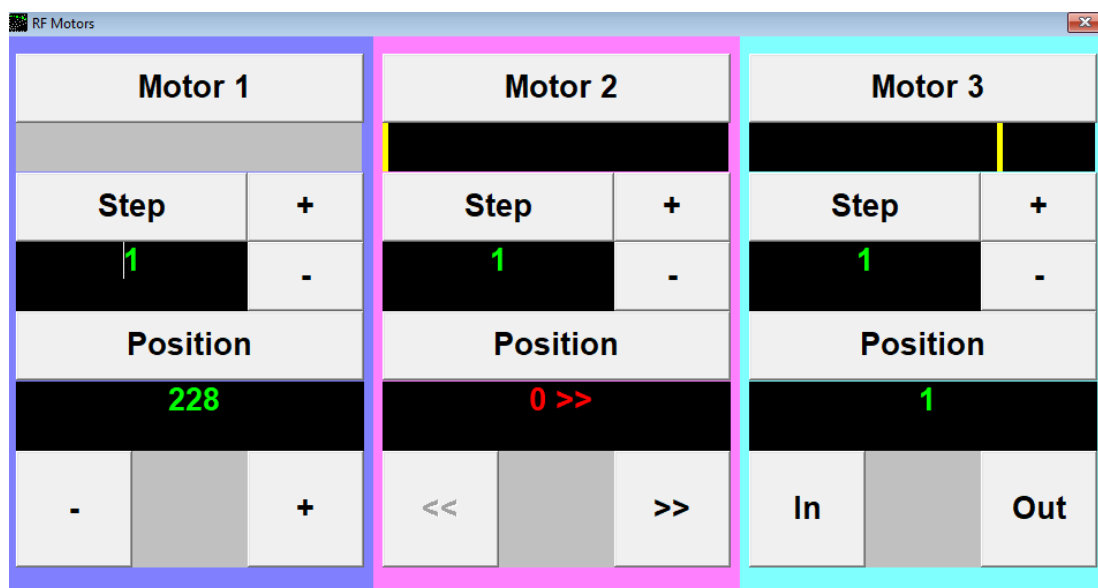 RF Motors
Motor 1 Motor 2 Motor 3
Step + Step + Step +
1 - 1 - 1 -
Position Position Position
228 0 >> 1
- + << >> In Out